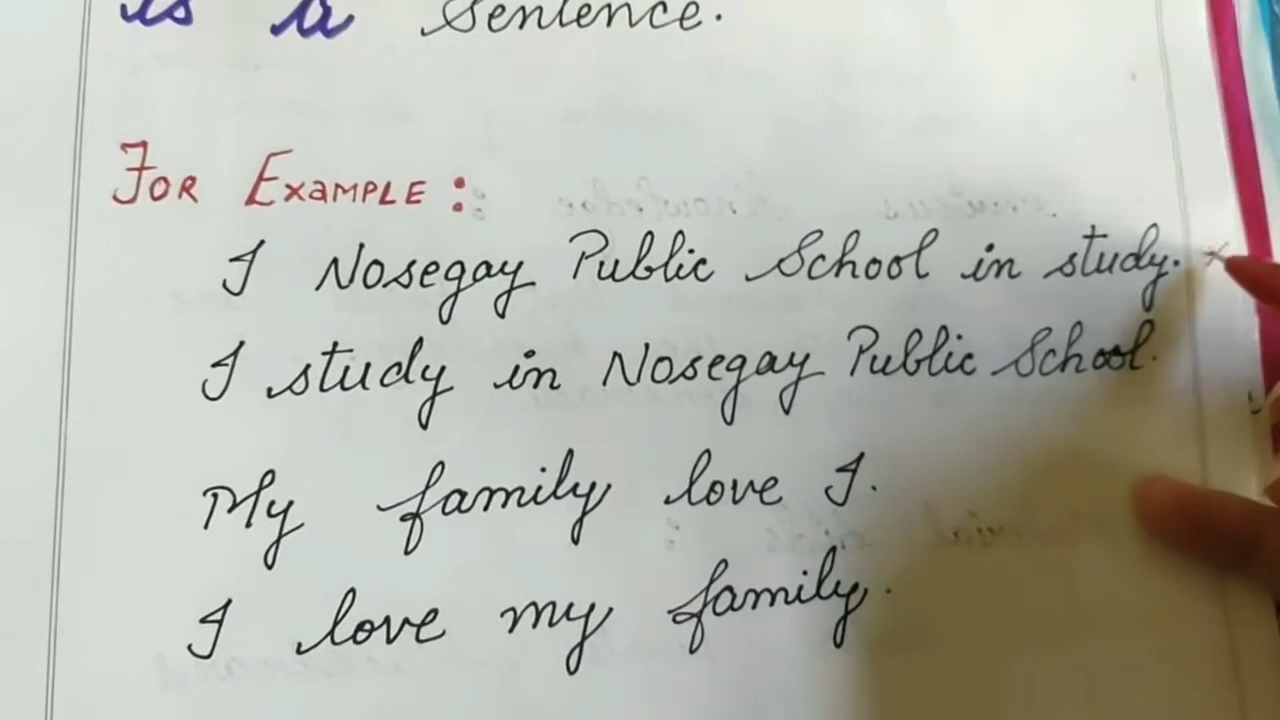 is a sentence.
For Example:
I Nosegay Public School in study. ×
I study in Nosegay Public School.
My family love I.
I love my family.